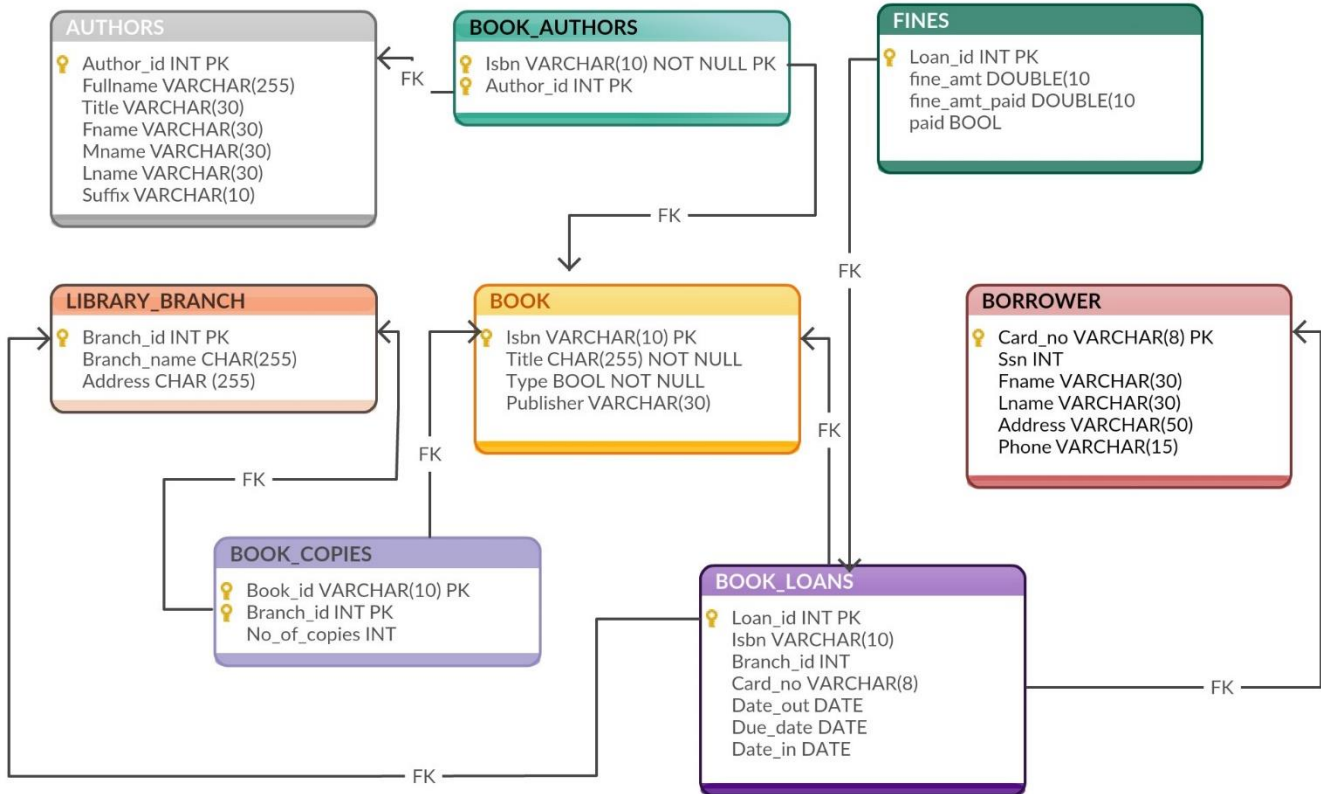 AUTHORS
Author_id INT PK
Fullname VARCHAR(255)
Title VARCHAR(30)
Fname VARCHAR(30)
Mname VARCHAR(30)
Lname VARCHAR(30)
Suffix VARCHAR(10)
FK
BOOK_AUTHORS
Isbn VARCHAR(10) NOT NULL PK
Author_id INT PK
FK
FINES
Loan_id INT PK
fine_amt DOUBLE(10
fine_amt_paid DOUBLE(10
paid BOOL
FK
LIBRARY_BRANCH
Branch_id INT PK
Branch_name CHAR(255)
Address CHAR (255)
FK
BOOK
Isbn VARCHAR(10) PK
Title CHAR(255) NOT NULL
Type BOOL NOT NULL
Publisher VARCHAR(30)
FK
FK
BORROWER
Card_no VARCHAR(8) PK
Ssn INT
Fname VARCHAR(30)
Lname VARCHAR(30)
Address VARCHAR(50)
Phone VARCHAR(15)
BOOK_COPIES
Book_id VARCHAR(10) PK
Branch_id INT PK
No_of_copies INT
BOOK_LOANS
Loan_id INT PK
Isbn VARCHAR(10)
Branch_id INT
Card_no VARCHAR(8)
Date_out DATE
Due_date DATE
Date_in DATE
FK
FK